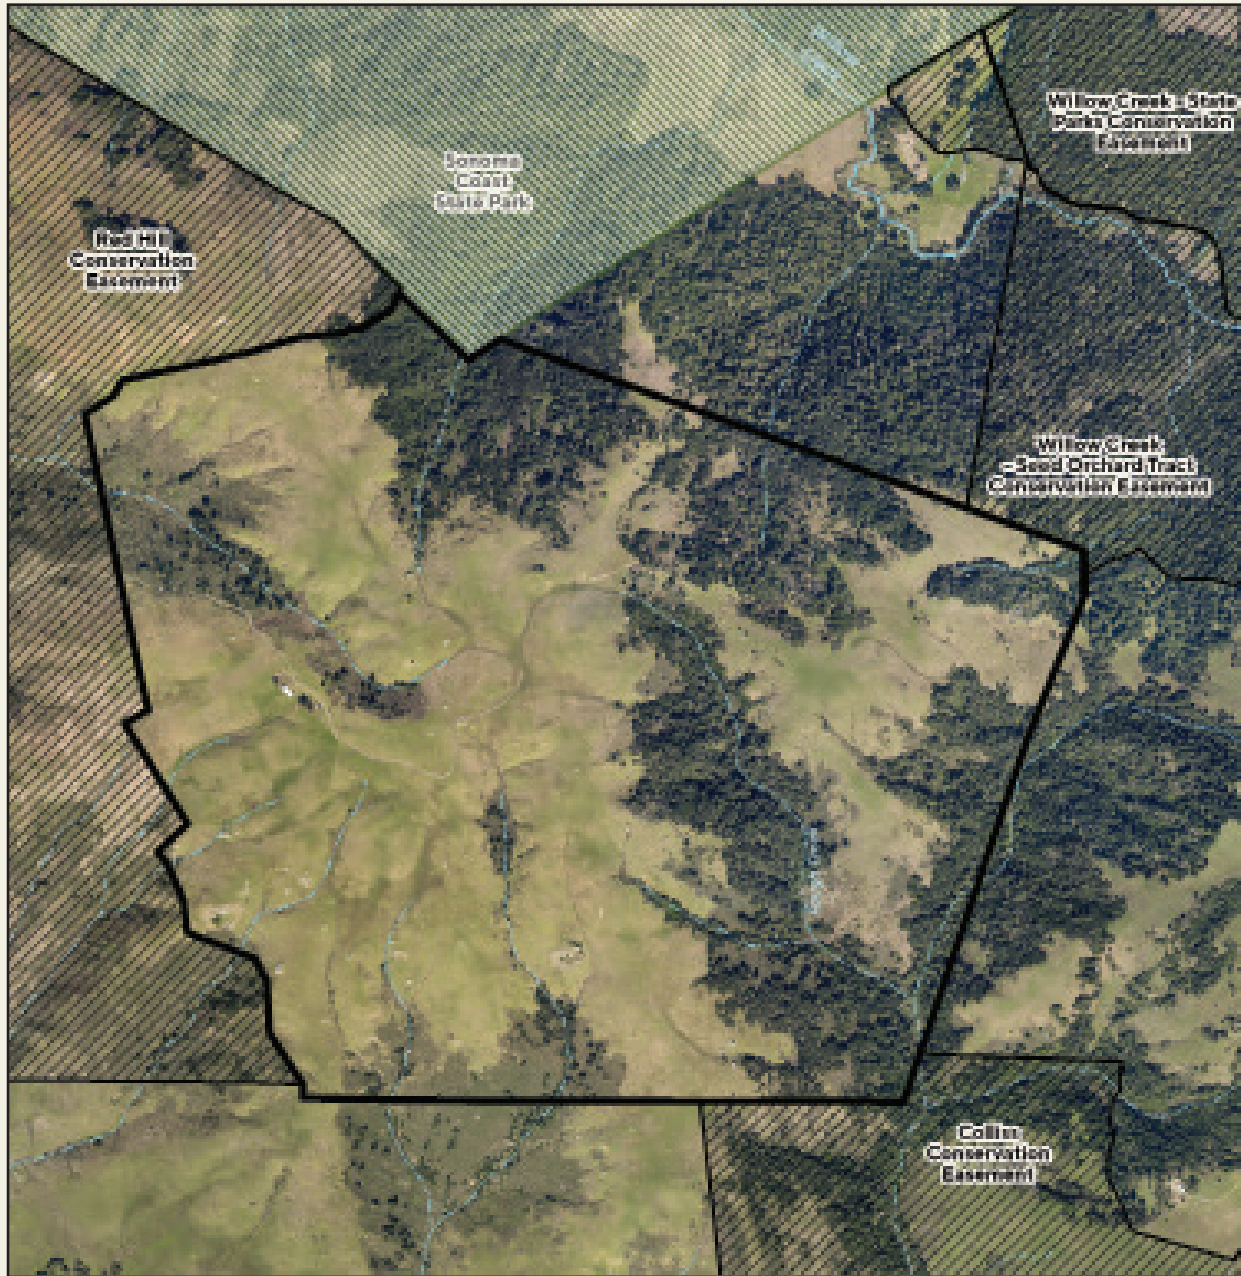 Willow Creek - State
Parks Conservation
Easement
Sonoma
Coast
State Park
Red Hill
Conservation
Easement
Willow Creek
- Seed Orchard Tract
Conservation Easement
Conservation
Easement